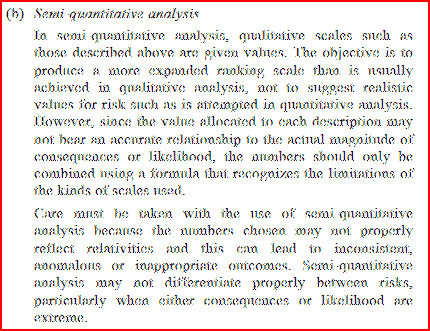 (b) Semi-quantitative analysis
In semi-quantitative analysis, qualitative scales such as
those described above are given values. The objective is to
produce a more expanded ranking scale than is usually
achieved in qualitative analysis, not to suggest realistic
values for risk such as is attempted in quantitative analysis.
However, since the value allocated to each description may
not bear an accurate relationship to the actual magnitude of
consequences or likelihood, the numbers should only be
combined using a formula that recognizes the limitations of
the kinds of scales used.
Care must be taken with the use of semi-quantitative
analysis because the numbers chosen may not properly
reflect relativities and this can lead to inconsistent,
anomalous or inappropriate outcomes. Semi-quantitative
analysis may not differentiate properly between risks,
particularly when either consequences or likelihood are
extreme.